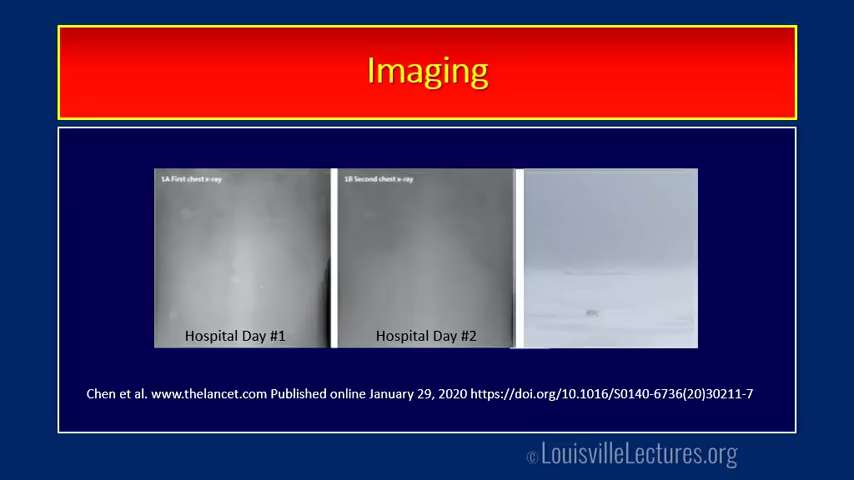 Imaging
1A First chest x-ray
1B Second chest x-ray
Hospital Day #1
Hospital Day #2
Chen et al. www.thelancet.com Published online January 29, 2020 https://doi.org/10.1016/S0140-6736(20)30211-7
© LouisvilleLectures.org